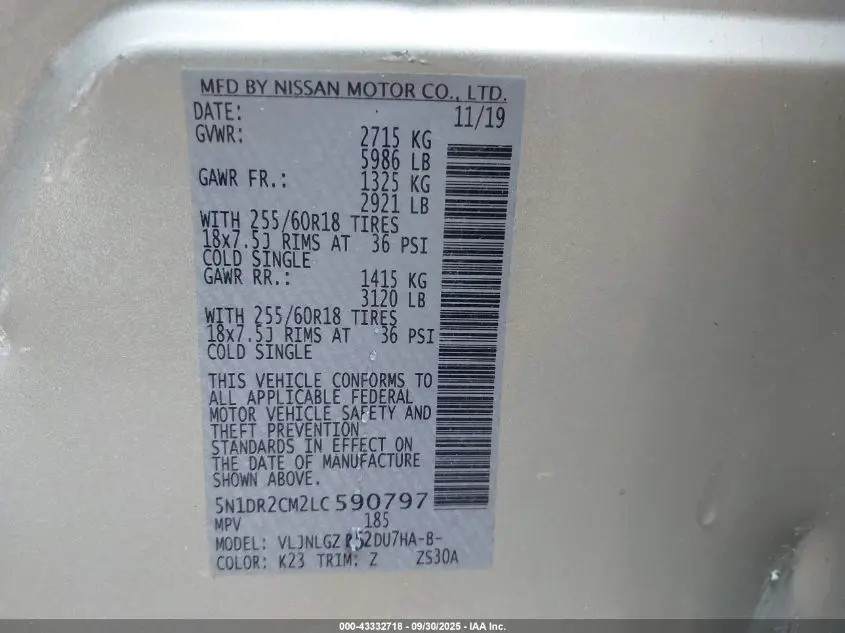 MFD BY NISSAN MOTOR CO., LTD.
DATE: 11/19
GVWR: 2715 KG
5986 LB
GAWR FR.: 1325 KG
2921 LB
WITH 255/60R18 TIRES
18x7.5J RIMS AT 36 PSI
COLD SINGLE
GAWR RR.: 1415 KG
3120 LB
WITH 255/60R18 TIRES
18x7.5J RIMS AT 36 PSI
COLD SINGLE
THIS VEHICLE CONFORMS TO
ALL APPLICABLE FEDERAL
MOTOR VEHICLE SAFETY AND
THEFT PREVENTION
STANDARDS IN EFFECT ON
THE DATE OF MANUFACTURE
SHOWN ABOVE.
5N1DR2CM2LC590797
MPV 185
MODEL: VLJNLGZ R52DU7HA-B-
COLOR: K23 TRIM: Z ZS30A
000-43332718 - 09/30/2025 - IAA Inc.